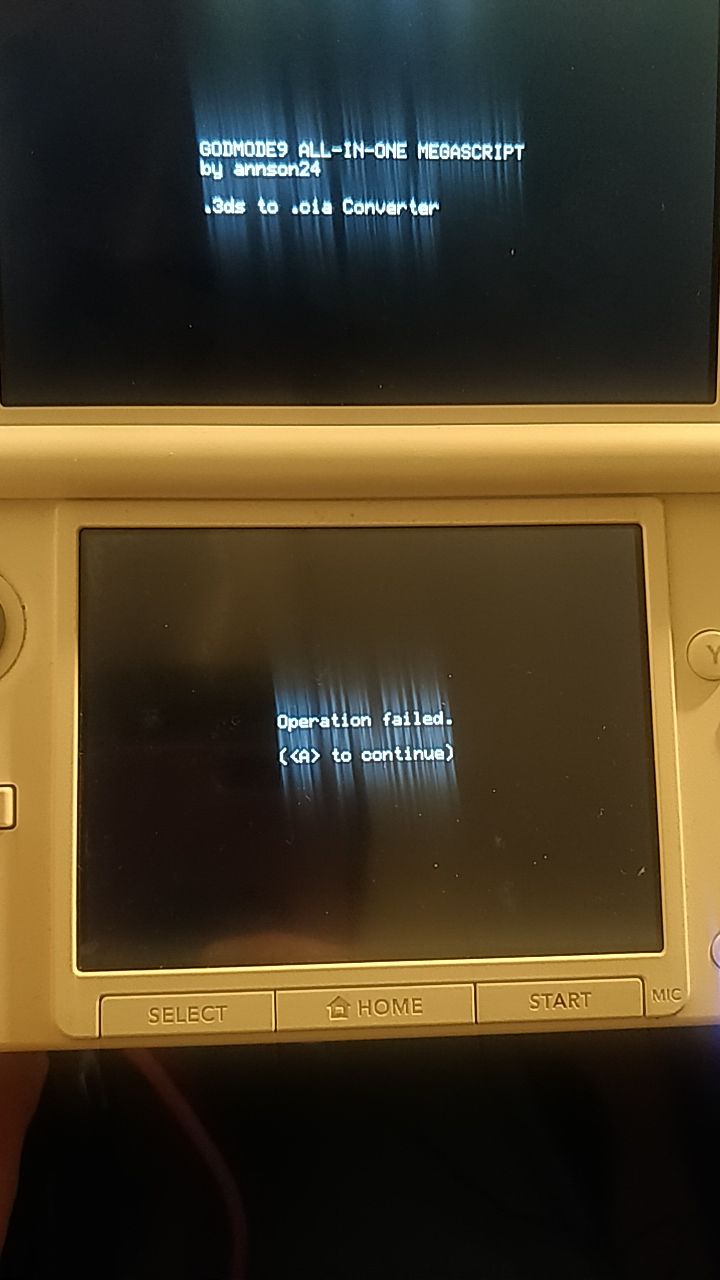 GODMODE9 ALL-IN-ONE MEGASCRIPT
by annson24
.3ds to .cia Converter
Operation failed.
(<A> to continue)
Y
SELECT
HOME
START
MIC